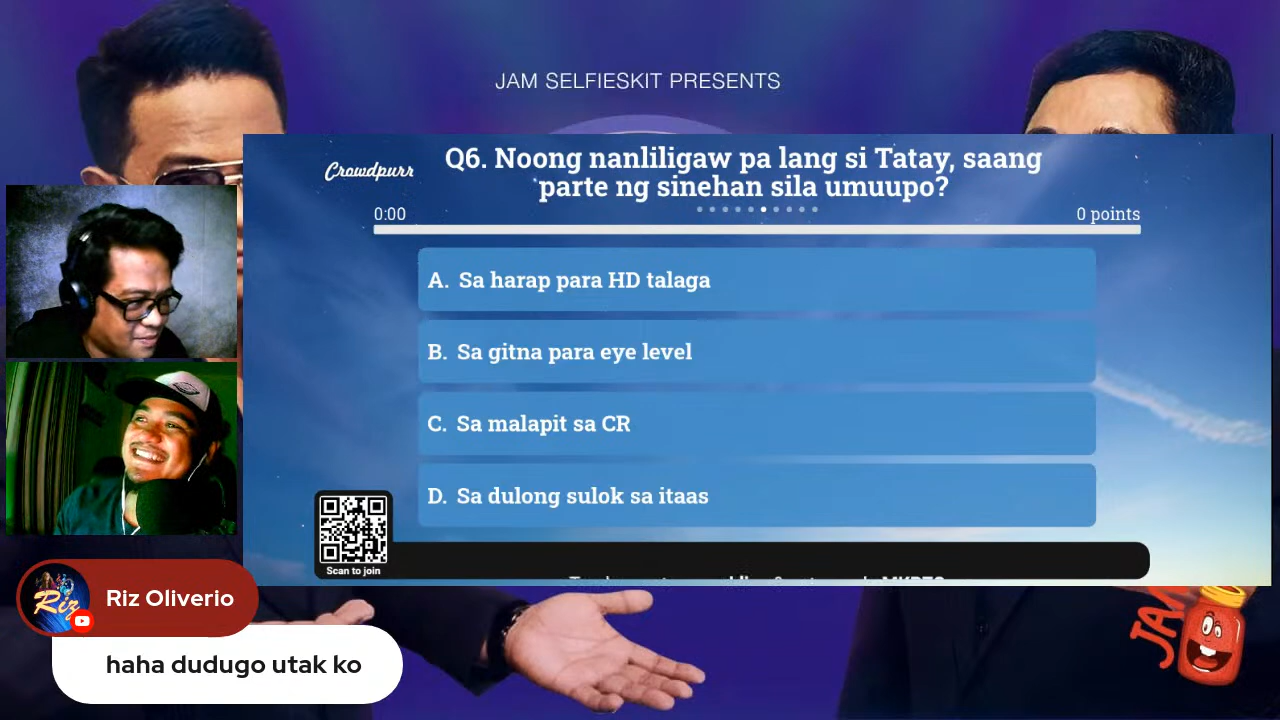 JAM SELFIESKIT PRESENTS
Crowdpurr
Q6. Noong nanliligaw pa lang si Tatay, saang
parte ng sinehan sila umuupo?
0:00
0 points
A. Sa harap para HD talaga
B. Sa gitna para eye level
C. Sa malapit sa CR
D. Sa dulong sulok sa itaas
Scan to join
Riz
Riz Oliverio
haha dudugo utak ko
JAM